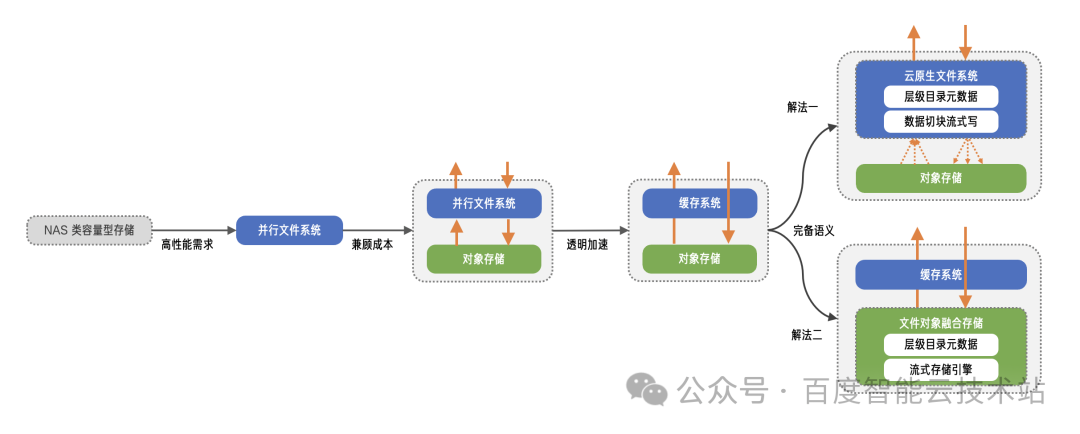 NAS 类容量型存储
高性能需求
并行文件系统
兼顾成本
并行文件系统
对象存储
透明加速
缓存系统
对象存储
解法一
完备语义
解法二
云原生文件系统
层级目录元数据
数据切块流式写
对象存储
缓存系统
文件对象融合存储
层级目录元数据
流式存储引擎
公众号 · 百度智能云技术站